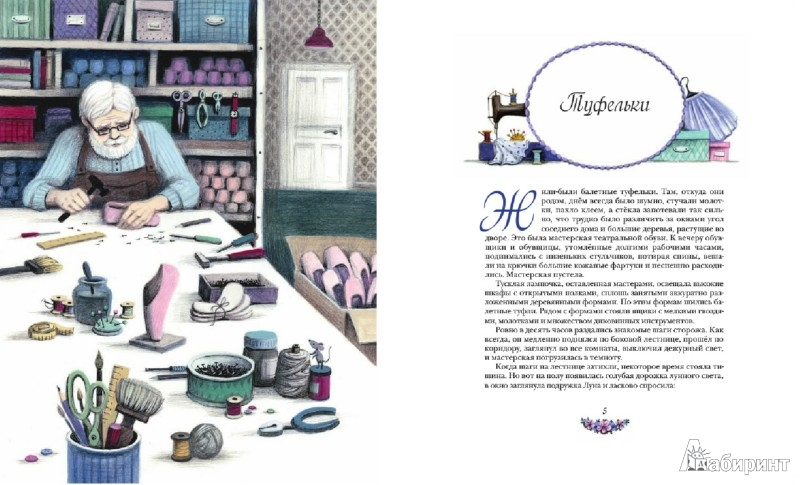 Туфельки
Жили-были балетные туфельки. Там, откуда они
родом, днём всегда было шумно, стучали молот-
ки, пахло клеем, а стёкла запотевали так силь-
но, что трудно было различить за окнами угол
соседнего дома и большие деревья, растущие во
дворе. Это была мастерская театральной обуви. К вечеру обув-
щики и обувщицы, утомлённые долгими рабочими часами,
поднимались с низеньких стульчиков, потирая спины, веша-
ли на крючки большие кожаные фартуки и неспешно расходи-
лись. Мастерская пустела.
Тусклая лампочка, оставленная мастерами, освещала высокие
шкафы с открытыми полками, сплошь занятыми аккуратно раз-
ложенными деревянными формами. По этим формам шились ба-
летные туфли. Рядом с формами стояли ящики с мелкими гвоздя-
ми, молотками и множеством диковинных инструментов.
Ровно в десять часов раздались знакомые шаги сторожа. Как
всегда, он медленно поднялся по боковой лестнице, прошёл по
коридору, заглянул во все комнаты, выключил дежурный свет,
и мастерская погрузилась в темноту.
Когда шаги на лестнице затихли, некоторое время стояла ти-
шина. Но вот на полу появилась голубая дорожка лунного света,
в окно заглянула подружка Луна и ласково спросила:
5
Лабиринт